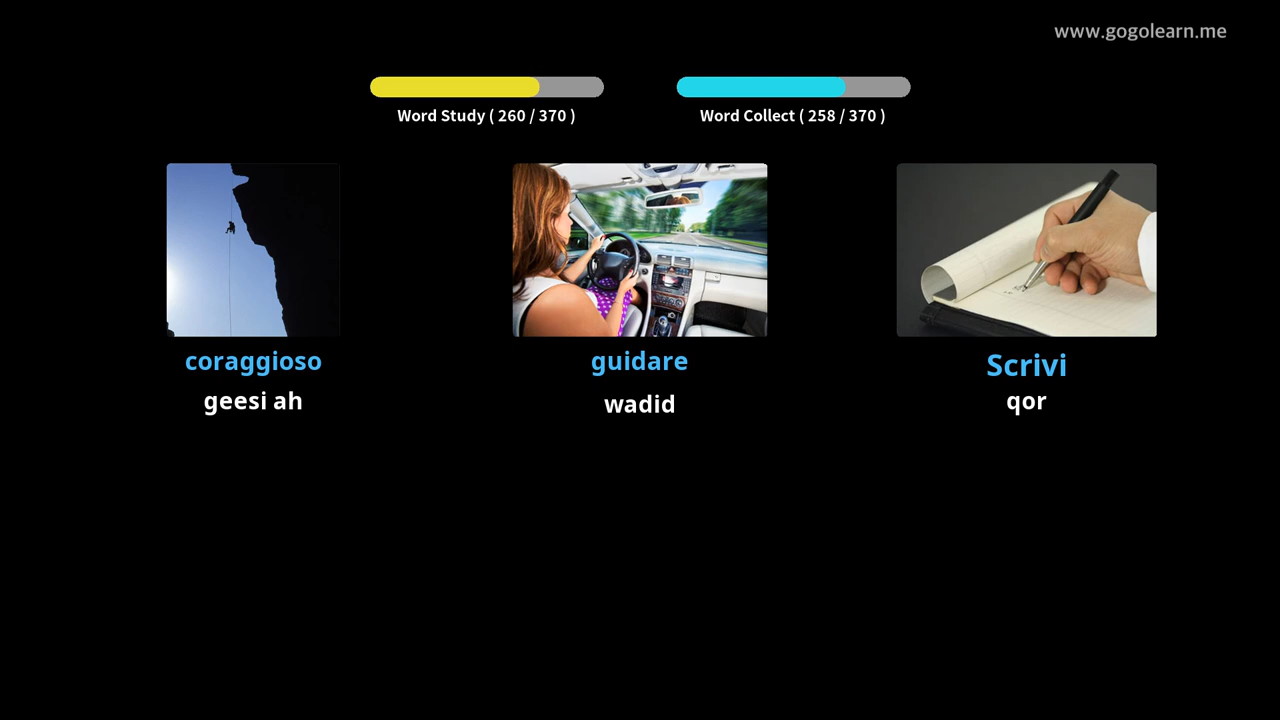 www.gogolearn.me
Word Study ( 260 / 370 )
Word Collect ( 258 / 370 )
coraggioso
geesi ah
guidare
wadid
Scrivi
qor